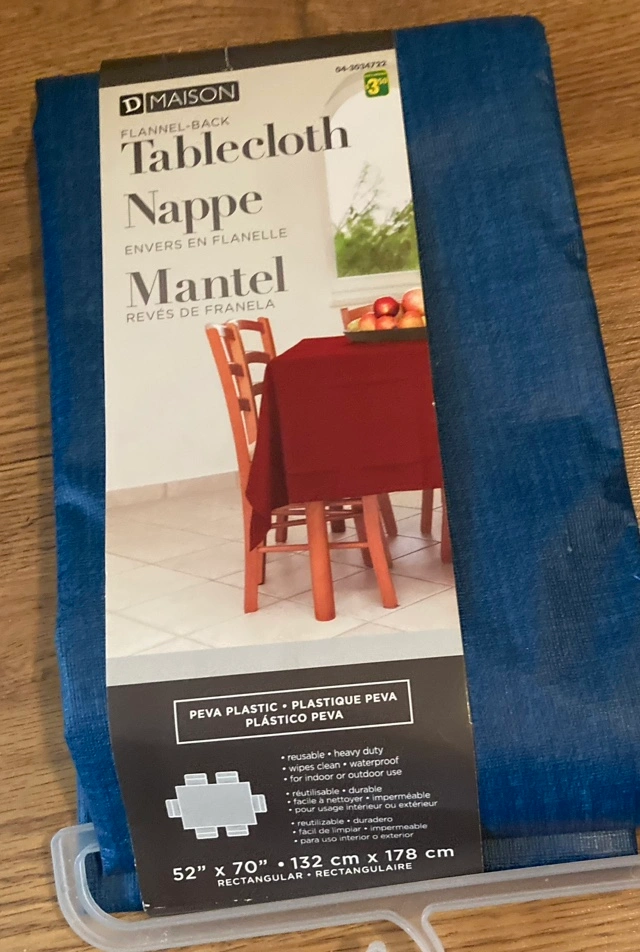 D MAISON
04-3034722
3⁵⁰
FLANNEL-BACK
Tablecloth
Nappe
ENVERS EN FLANELLE
Mantel
REVÉS DE FRANELA
PEVA PLASTIC • PLASTIQUE PEVA
PLÁSTICO PEVA
• reusable • heavy duty
• wipes clean • waterproof
• for indoor or outdoor use
• réutilisable • durable
• facile à nettoyer • imperméable
• pour usage intérieur ou extérieur
• reutilizable • duradero
• fácil de limpiar • impermeable
• para uso interior o exterior
52" x 70" • 132 cm x 178 cm
RECTANGULAR • RECTANGULAIRE